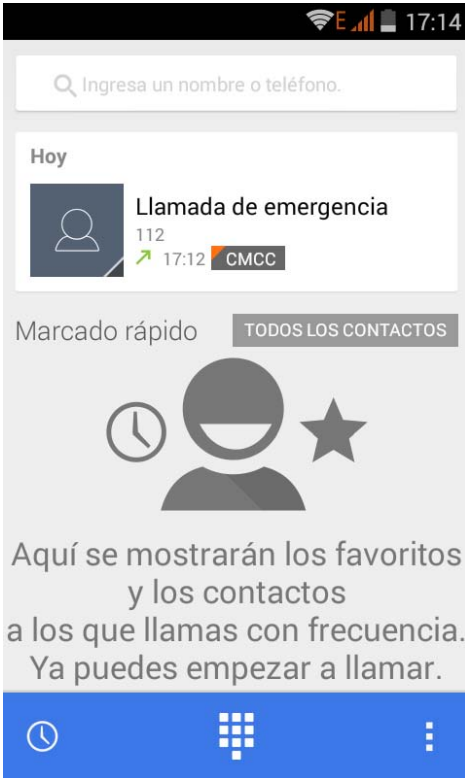 E 17:14
Ingresa un nombre o teléfono.
Hoy
Llamada de emergencia
112
17:12 CMCC
Marcado rápido TODOS LOS CONTACTOS
Aquí se mostrarán los favoritos
y los contactos
a los que llamas con frecuencia.
Ya puedes empezar a llamar.